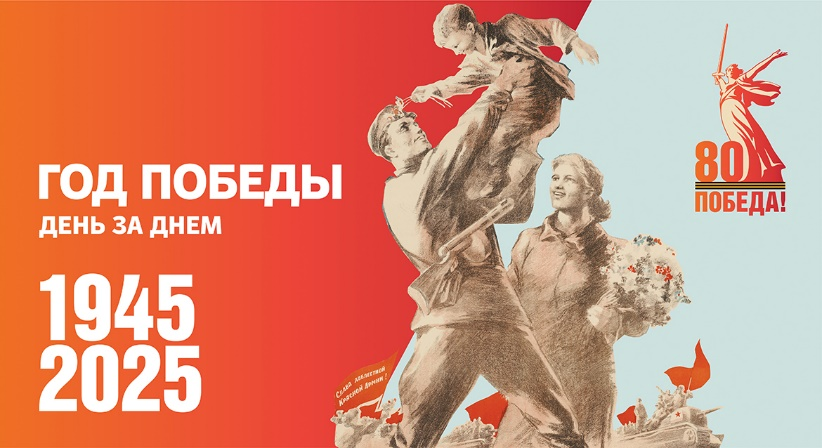 ГОД ПОБЕДЫ
ДЕНЬ ЗА ДНЕМ
1945
2025
80
ПОБЕДА!
Слава доблестной
Красной Армии!